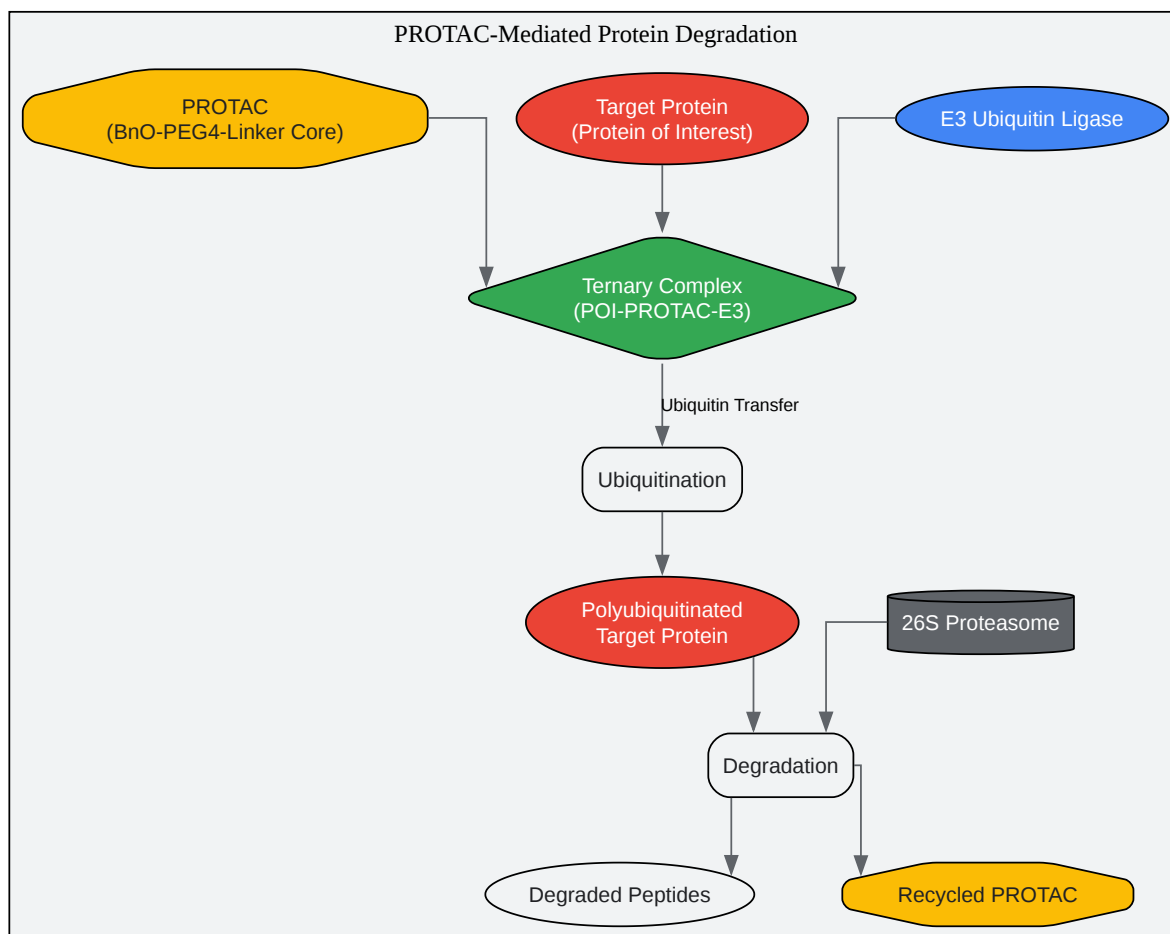 PROTAC-Mediated Protein Degradation
PROTAC
(BnO-PEG4-Linker Core)
Target Protein
(Protein of Interest)
E3 Ubiquitin Ligase
Ternary Complex
(POI-PROTAC-E3)
Ubiquitin Transfer
Ubiquitination
Polyubiquitinated
Target Protein
26S Proteasome
Degradation
Degraded Peptides
Recycled PROTAC